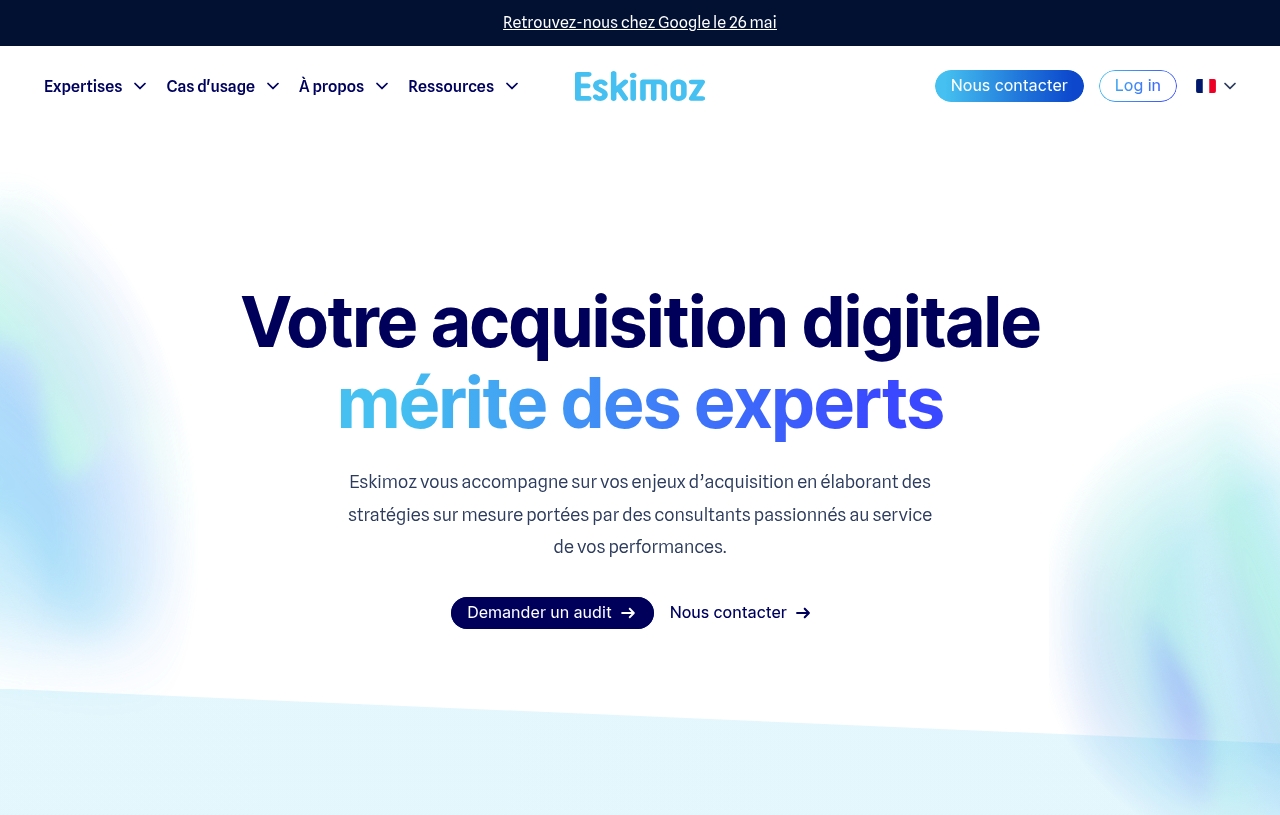 Retrouvez-nous chez Google le 26 mai
Expertises Cas d'usage À propos Ressources Eskimoz Nous contacter Log in
Votre acquisition digitale
mérite des experts
Eskimoz vous accompagne sur vos enjeux d’acquisition en élaborant des
stratégies sur mesure portées par des consultants passionnés au service
de vos performances.
Demander un audit Nous contacter